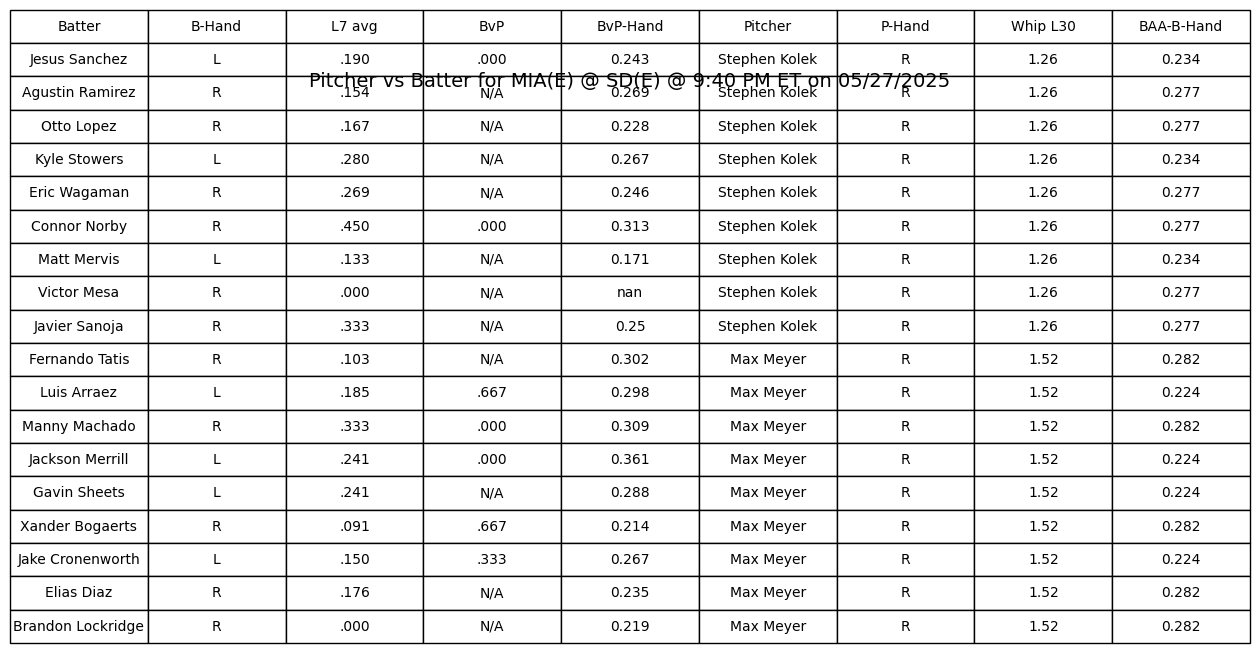 Batter B-Hand L7 avg BvP BvP-Hand Pitcher P-Hand Whip L30 BAA-B-Hand
Jesus Sanchez L .190 .000 0.243 Stephen Kolek R 1.26 0.234
Pitcher vs Batter for MIA(E) @ SD(E) @ 9:40 PM ET on 05/27/2025
Agustin Ramirez R .154 N/A 0.269 Stephen Kolek R 1.26 0.277
Otto Lopez R .167 N/A 0.228 Stephen Kolek R 1.26 0.277
Kyle Stowers L .280 N/A 0.267 Stephen Kolek R 1.26 0.234
Eric Wagaman R .269 N/A 0.246 Stephen Kolek R 1.26 0.277
Connor Norby R .450 .000 0.313 Stephen Kolek R 1.26 0.277
Matt Mervis L .133 N/A 0.171 Stephen Kolek R 1.26 0.234
Victor Mesa R .000 N/A nan Stephen Kolek R 1.26 0.277
Javier Sanoja R .333 N/A 0.25 Stephen Kolek R 1.26 0.277
Fernando Tatis R .103 N/A 0.302 Max Meyer R 1.52 0.282
Luis Arraez L .185 .667 0.298 Max Meyer R 1.52 0.224
Manny Machado R .333 .000 0.309 Max Meyer R 1.52 0.282
Jackson Merrill L .241 .000 0.361 Max Meyer R 1.52 0.224
Gavin Sheets L .241 N/A 0.288 Max Meyer R 1.52 0.224
Xander Bogaerts R .091 .667 0.214 Max Meyer R 1.52 0.282
Jake Cronenworth L .150 .333 0.267 Max Meyer R 1.52 0.224
Elias Diaz R .176 N/A 0.235 Max Meyer R 1.52 0.282
Brandon Lockridge R .000 N/A 0.219 Max Meyer R 1.52 0.282